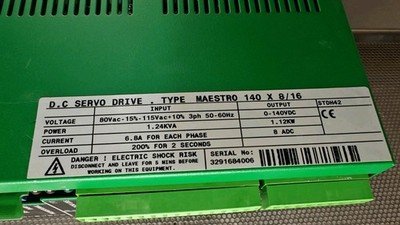 D.C SERVO DRIVE . TYPE MAESTRO 140 X 8/16
INPUT OUTPUT STDH42
VOLTAGE 80Vac-15%-115Vac+10% 3ph 50-60Hz 0-140VDC
POWER 1.24KVA 1.12KW
CURRENT 6.8A FOR EACH PHASE 8 ADC
OVERLOAD 200% FOR 2 SECONDS
DANGER ! ELECTRIC SHOCK RISK
DISCONNECT AND LEAVE FOR 5 MINS BEFORE
WORKING ON THIS EQUIPMENT.
SERIAL No:
3291684006
CE